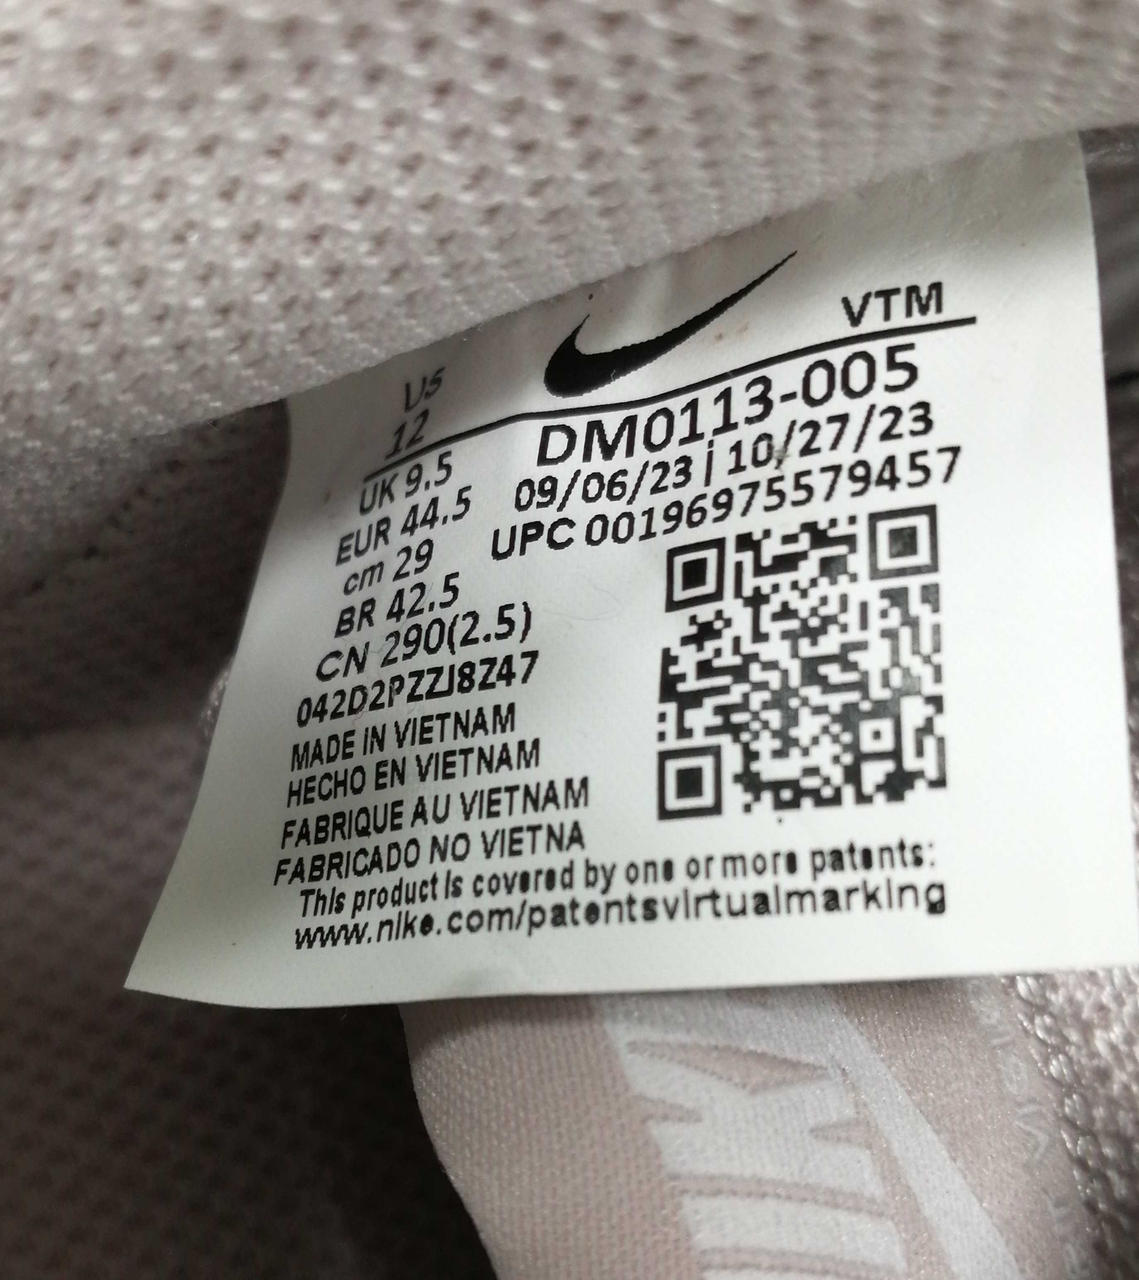 VTM
US
12
DM0113-005
09/06/23 | 10/27/23
UPC 00196975579457
UK 9.5
EUR 44.5
cm 29
BR 42.5
CN 290(2.5)
042D2PZZJ8Z47
MADE IN VIETNAM
HECHO EN VIETNAM
FABRIQUE AU VIETNAM
FABRICADO NO VIETNA
This product is covered by one or more patents:
www.nike.com/patentsvirtualmarking